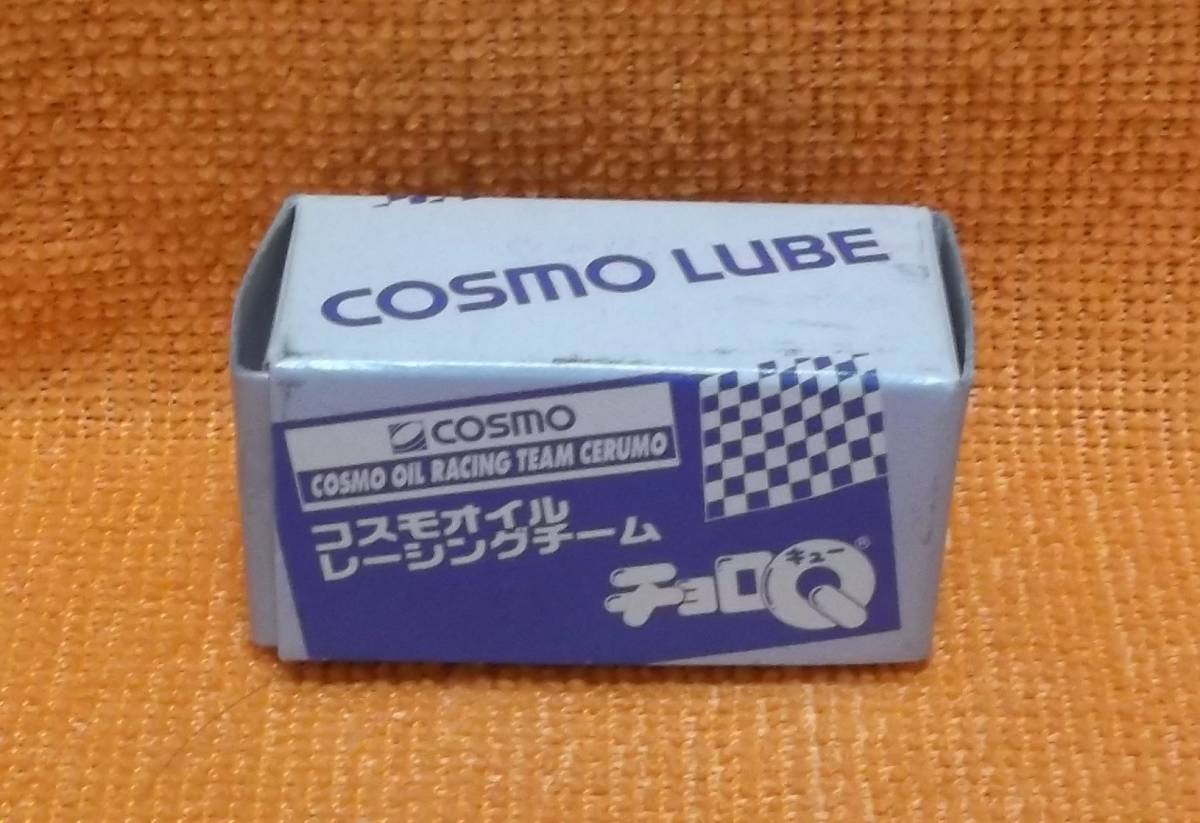 COSMO LUBE
COSMO
COSMO OIL RACING TEAM CERUMO
コスモオイル
レーシングチーム
チョロQ®
キュー